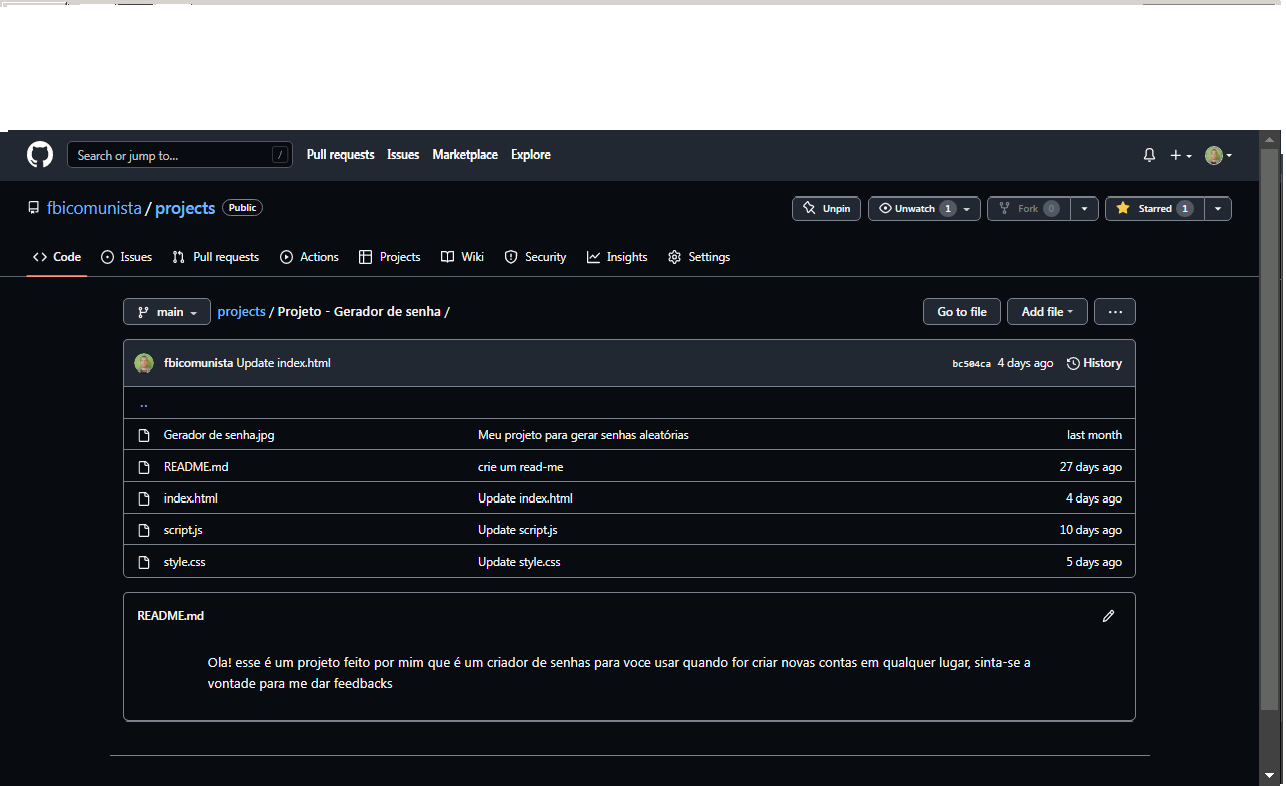 Search or jump to... / Pull requests Issues Marketplace Explore
fbicomunista / projects Public Unpin Unwatch 1 Fork 0 Starred 1
Code Issues Pull requests Actions Projects Wiki Security Insights Settings
main projects / Projeto - Gerador de senha / Go to file Add file ...
fbicomunista Update index.html bc504ca 4 days ago History
..
Gerador de senha.jpg Meu projeto para gerar senhas aleatórias last month
README.md crie um read-me 27 days ago
index.html Update index.html 4 days ago
script.js Update script.js 10 days ago
style.css Update style.css 5 days ago
README.md
Ola! esse é um projeto feito por mim que é um criador de senhas para voce usar quando for criar novas contas em qualquer lugar, sinta-se a
vontade para me dar feedbacks